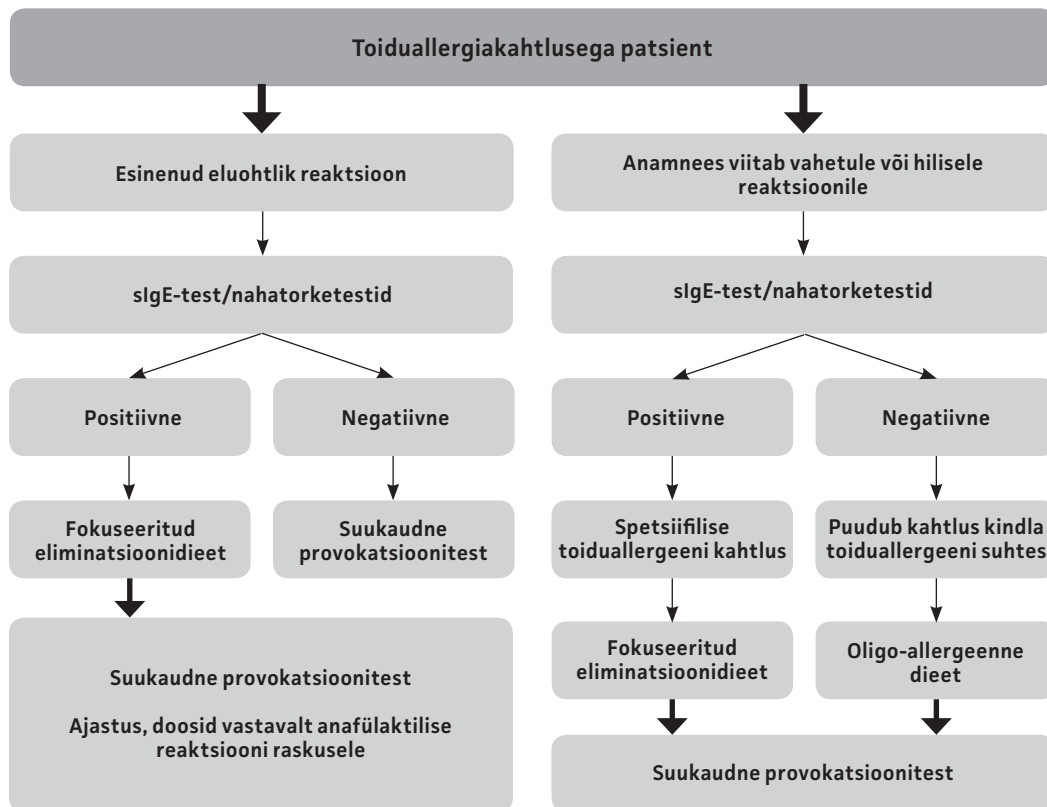 Toiduallergiakahtlusega patsient
Esinenud eluohtlik reaktsioon
Anamnees viitab vahetule või hilisele
reaktsioonile
sIgE-test/nahatorketestid
sIgE-test/nahatorketestid
Positiivne
Negatiivne
Positiivne
Negatiivne
Fokuseeritud
eliminatsioonidieet
Suukaudne
provokatsioonitest
Spetsiifilise
toiduallergeeni kahtlus
Puudub kahtlus kindla
toiduallergeeni suhtes
Suukaudne provokatsioonitest
Ajastus, doosid vastavalt anafülaktilise
reaktsiooni raskusele
Fokuseeritud
eliminatsioonidieet
Oligo-allergeenne
dieet
Suukaudne provokatsioonitest